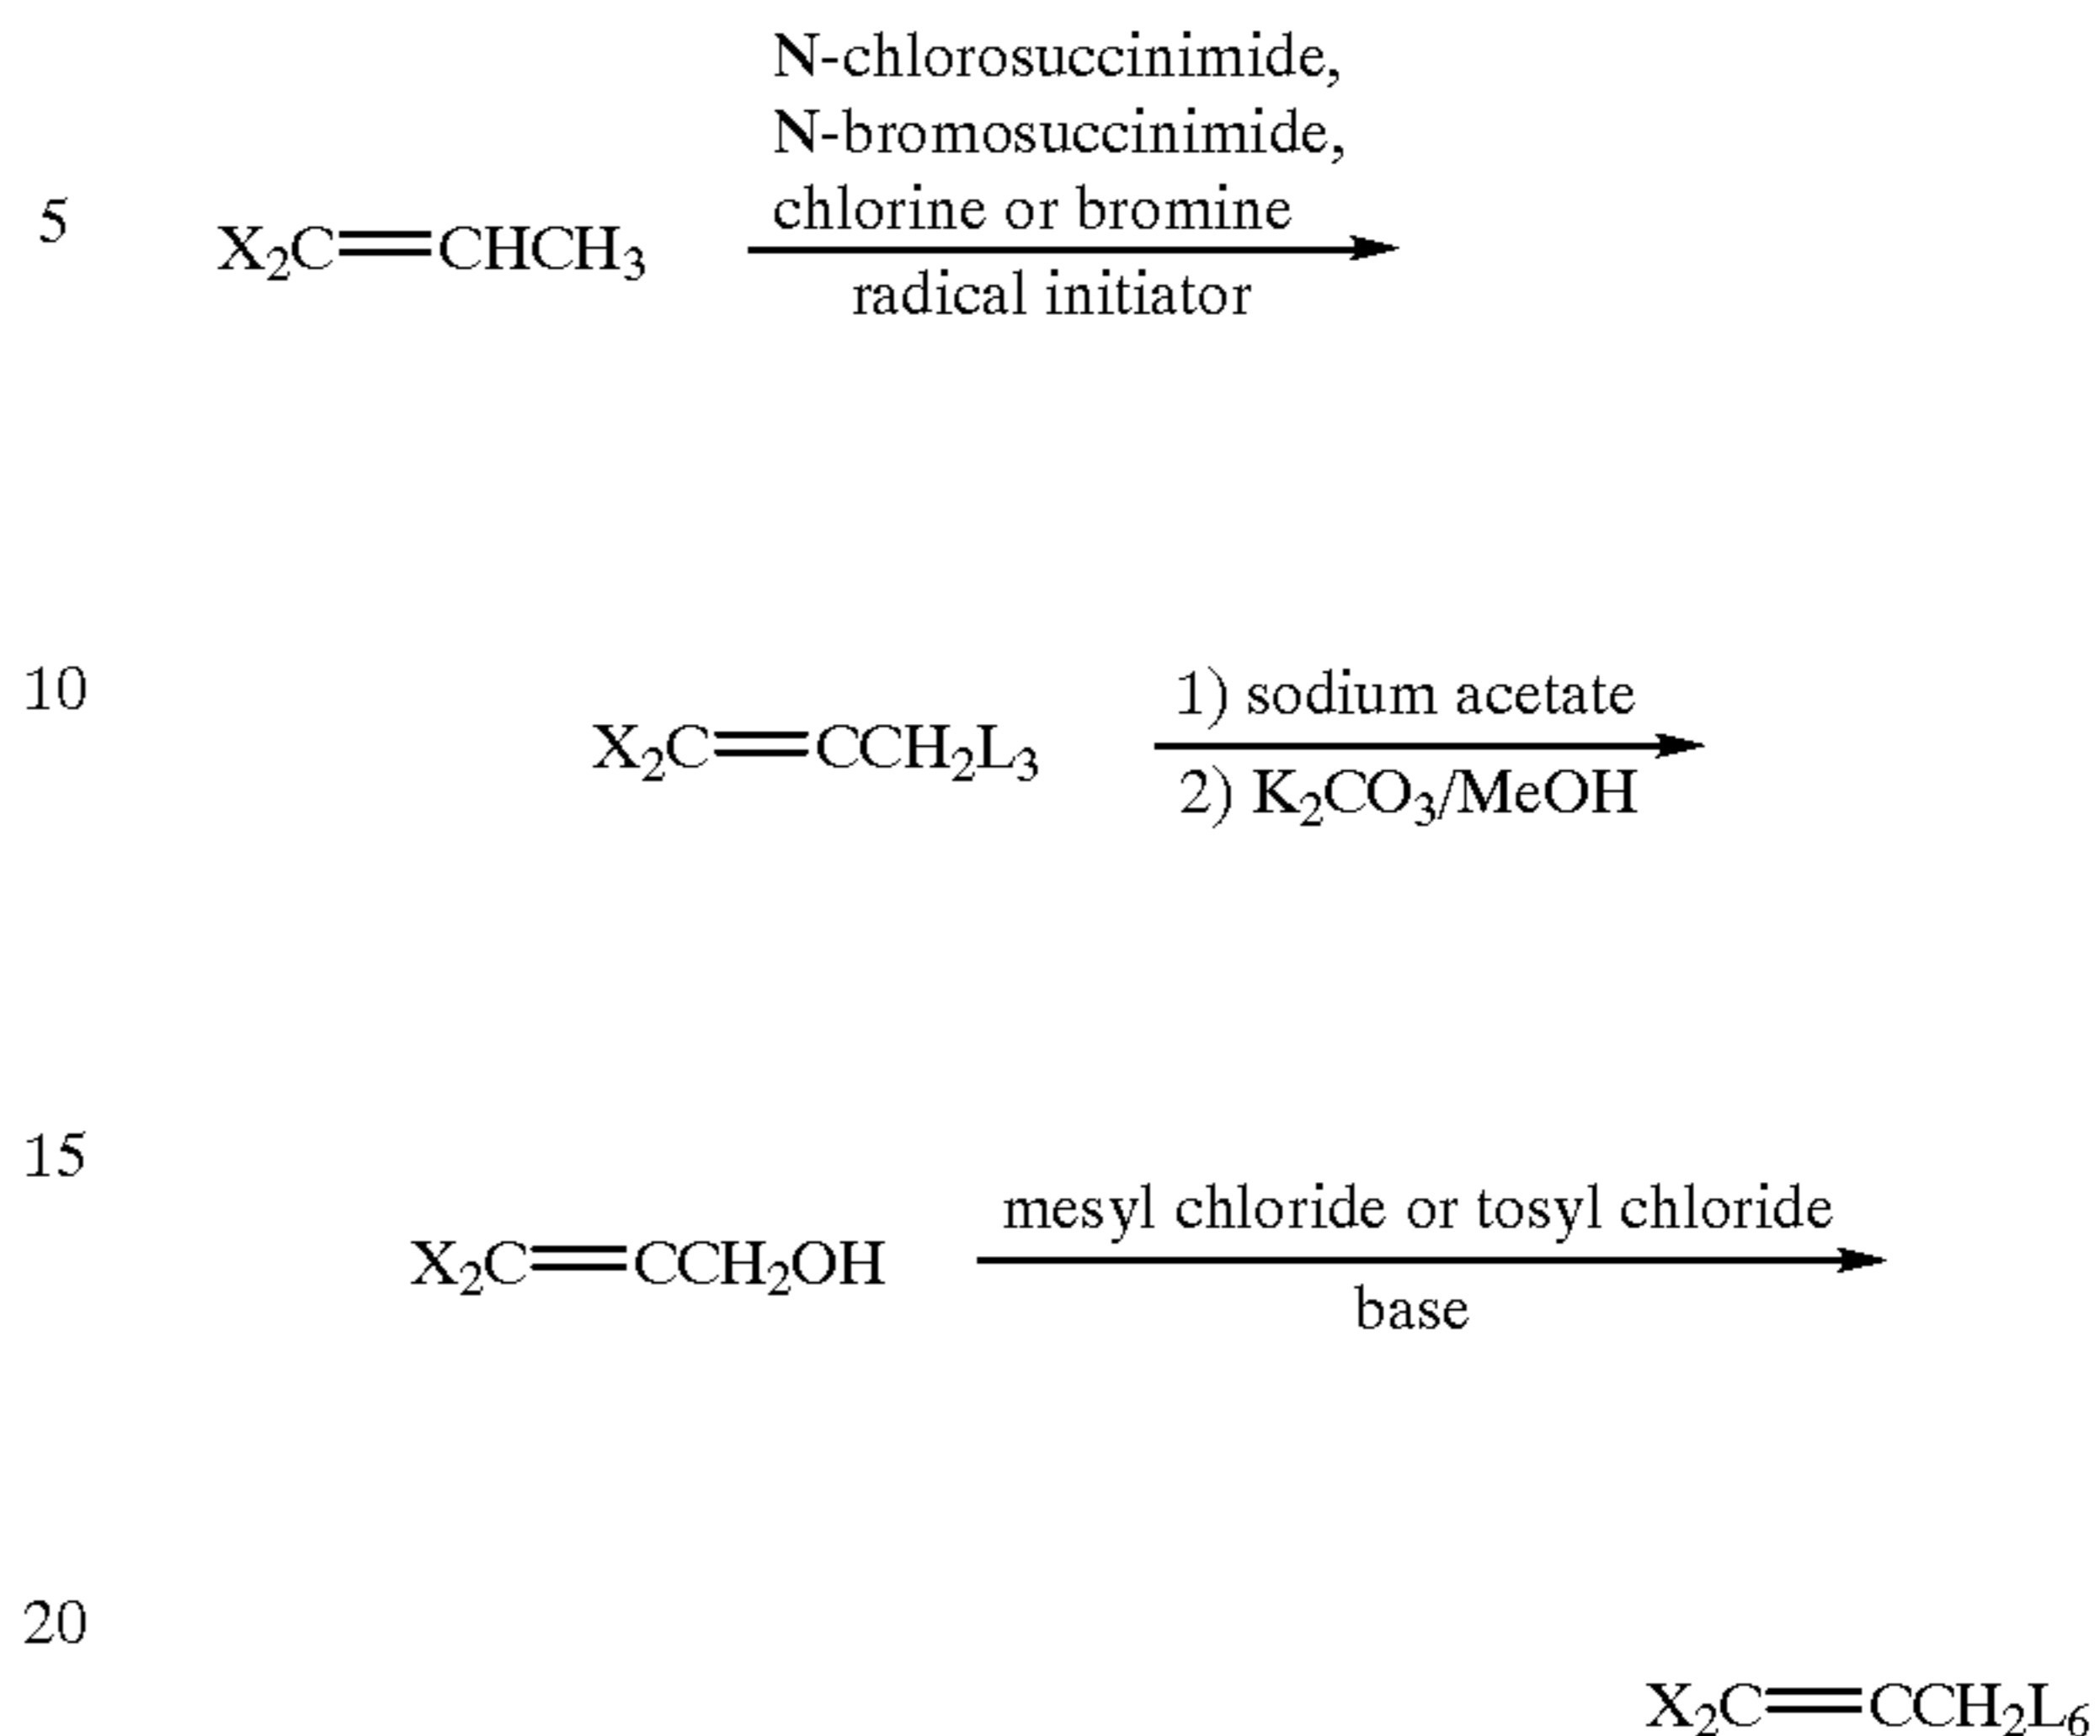 N-chlorosuccinimide,
N-bromosuccinimide,
chlorine or bromine
5 X₂C=CHCH₃
radical initiator
10
1) sodium acetate
X₂C=CCH₂L₃
2) K₂CO₃/MeOH
15
mesyl chloride or tosyl chloride
X₂C=CCH₂OH
base
20
X₂C=CCH₂L₆